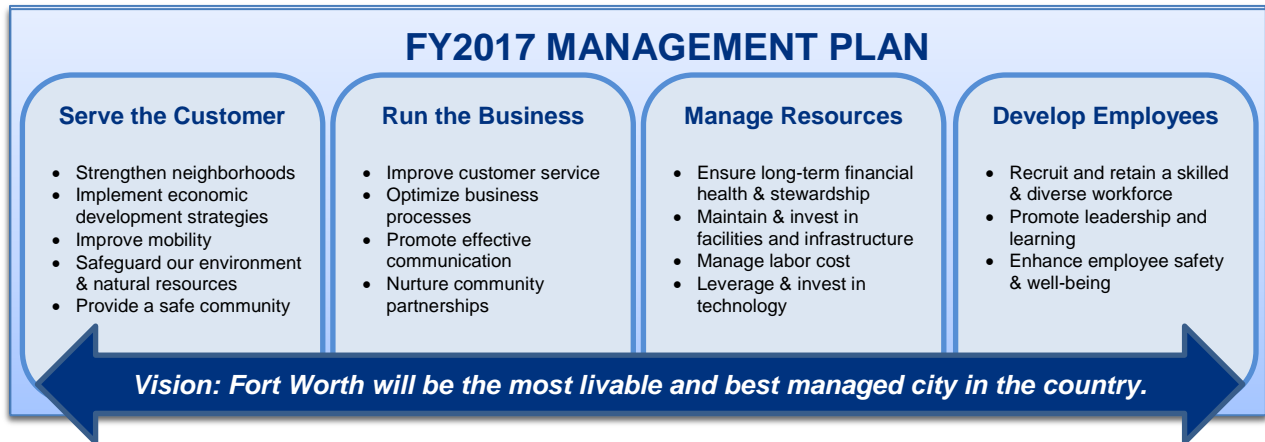 FY2017 MANAGEMENT PLAN
Serve the Customer
• Strengthen neighborhoods
• Implement economic
development strategies
• Improve mobility
• Safeguard our environment
& natural resources
• Provide a safe community
Run the Business
• Improve customer service
• Optimize business
processes
• Promote effective
communication
• Nurture community
partnerships
Manage Resources
• Ensure long-term financial
health & stewardship
• Maintain & invest in
facilities and infrastructure
• Manage labor cost
• Leverage & invest in
technology
Develop Employees
• Recruit and retain a skilled
& diverse workforce
• Promote leadership and
learning
• Enhance employee safety
& well-being
Vision: Fort Worth will be the most livable and best managed city in the country.